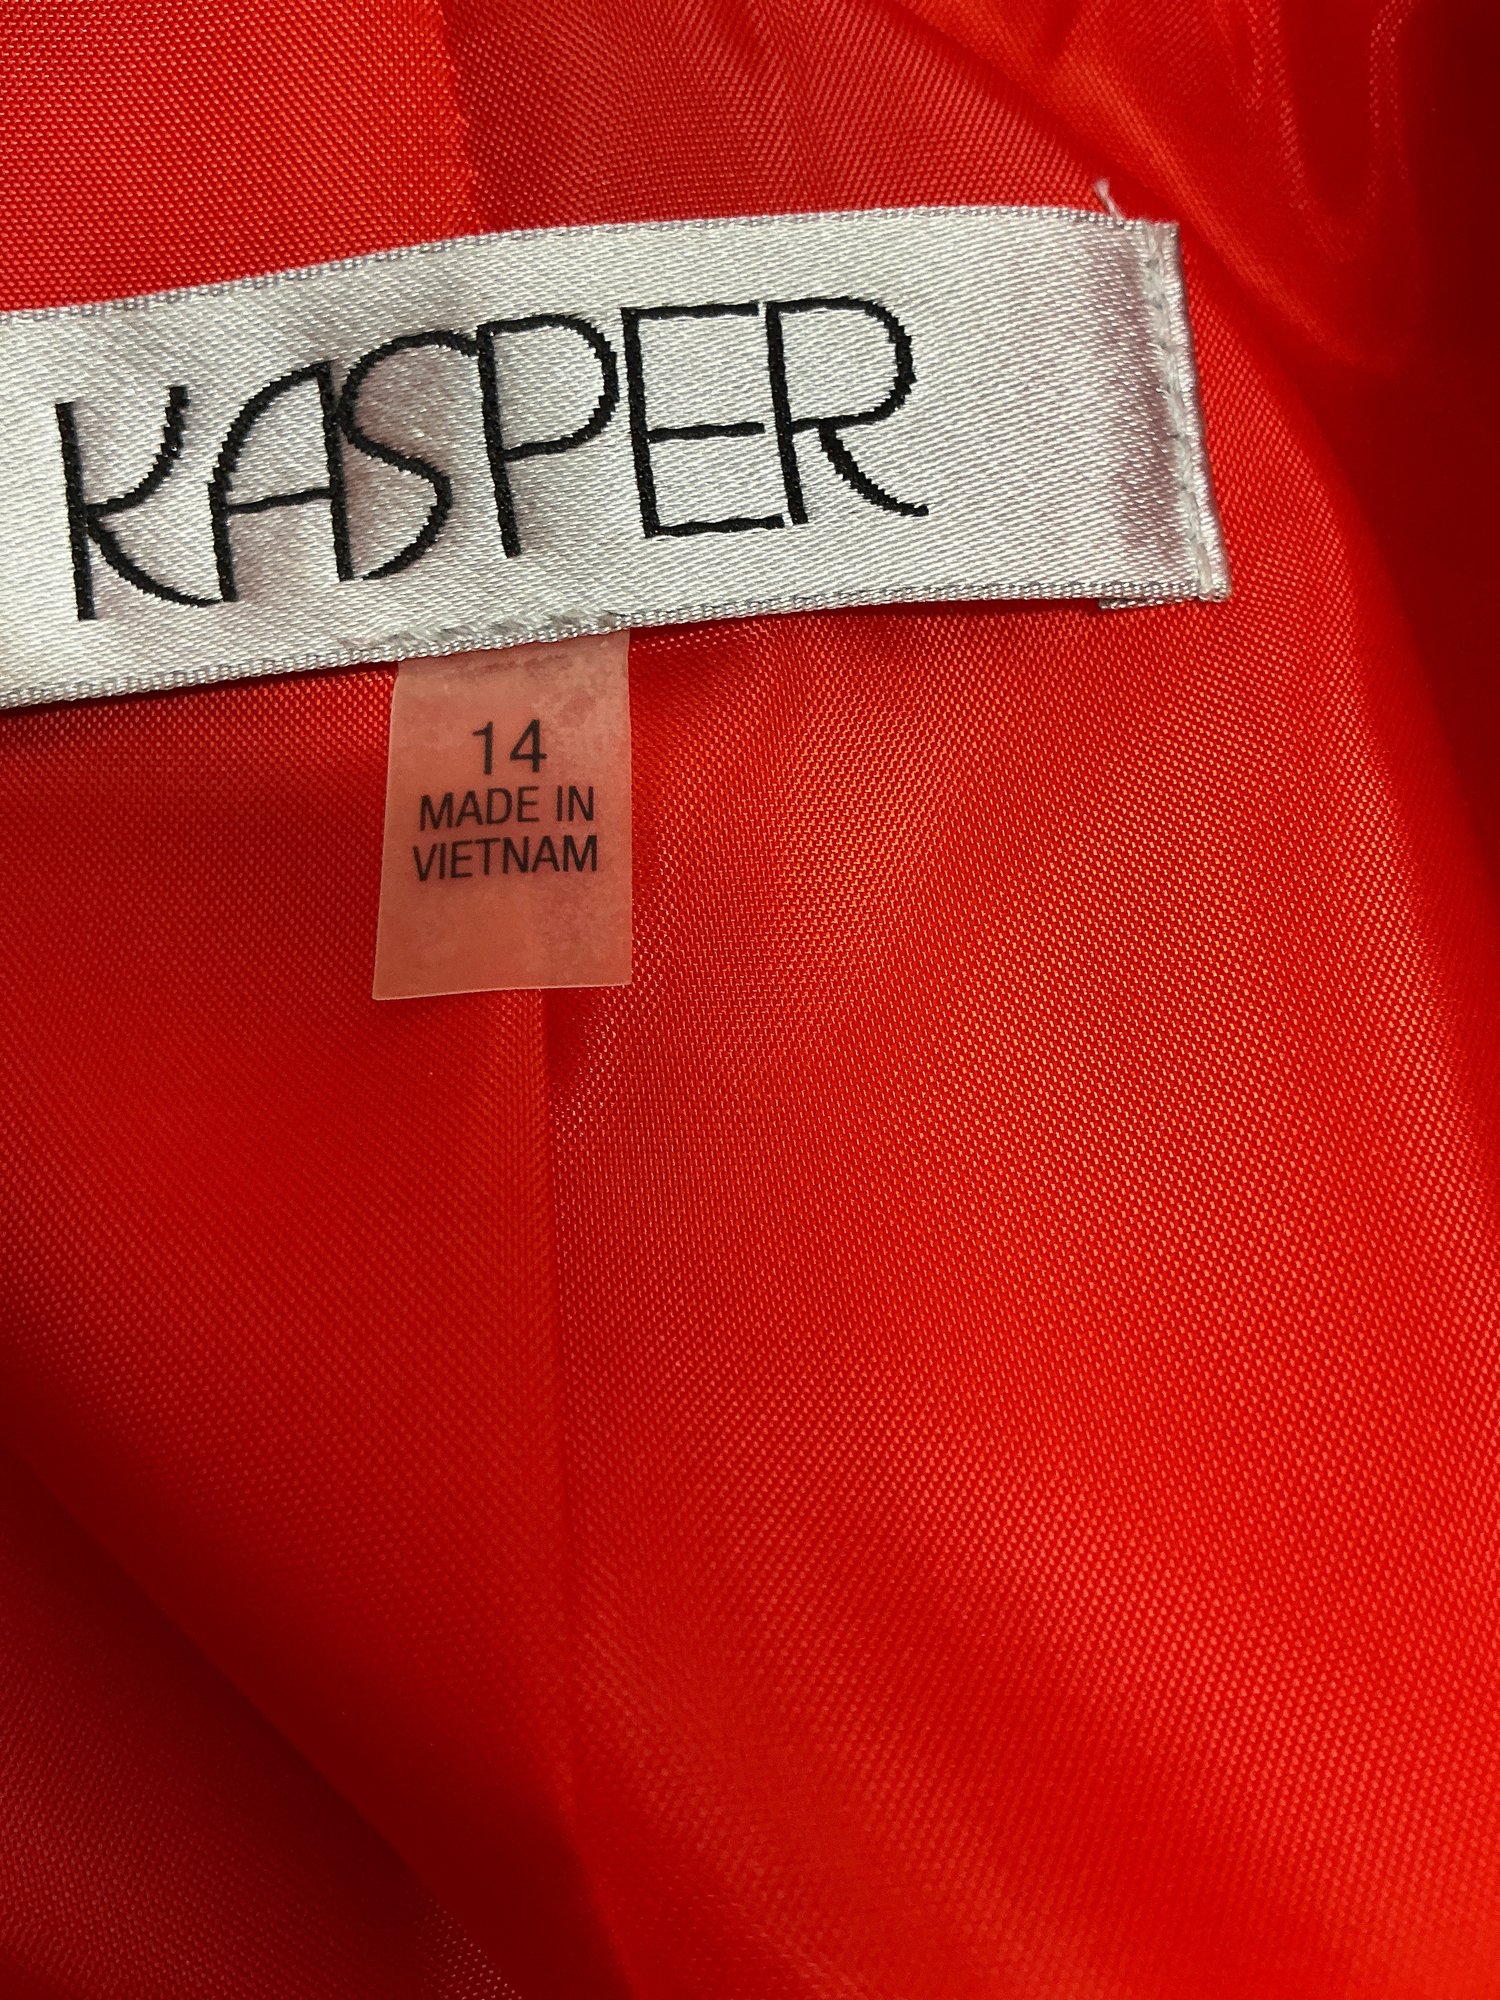 KASPER
14
MADE IN
VIETNAM